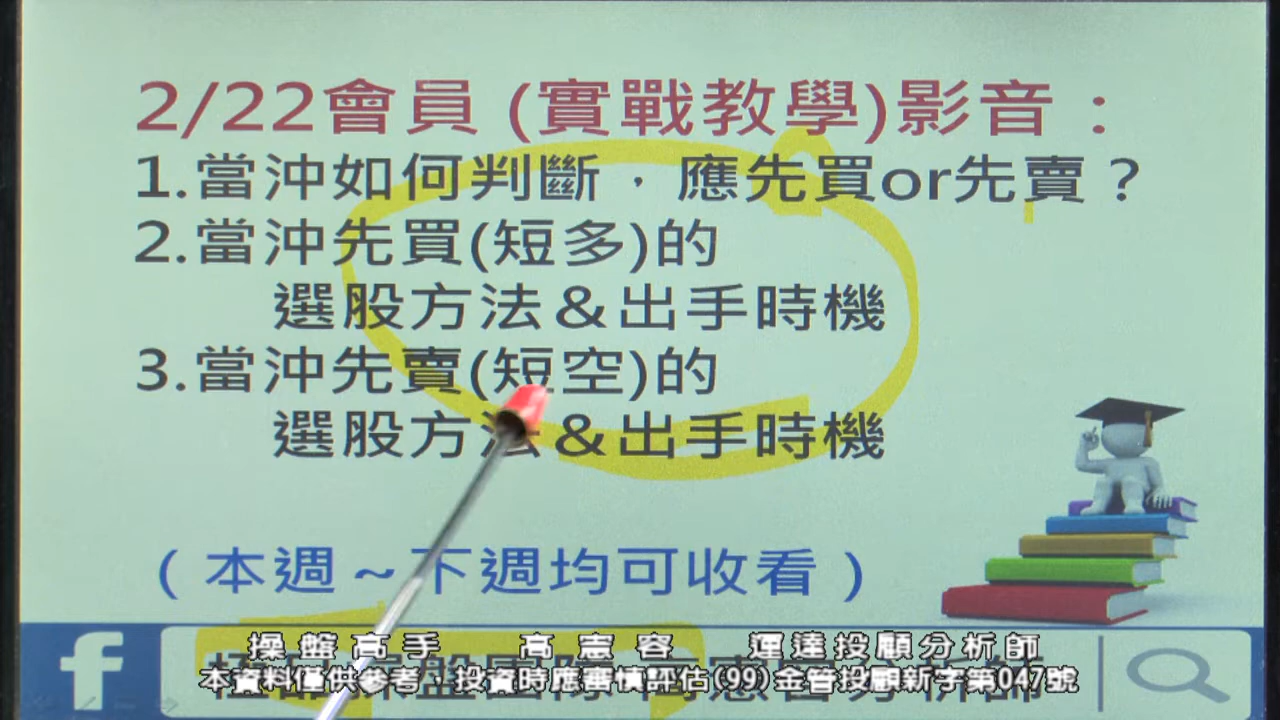 2/22會員 (實戰教學)影音：
1.當沖如何判斷，應先買or先賣？
2.當沖先買(短多)的
選股方法＆出手時機
3.當沖先賣(短空)的
選股方法＆出手時機
（本週～下週均可收看）
f
操盤高手 高憲容 運達投顧分析師
本資料僅供參考，投資時應審慎評估(99)金管投顧新字第047號